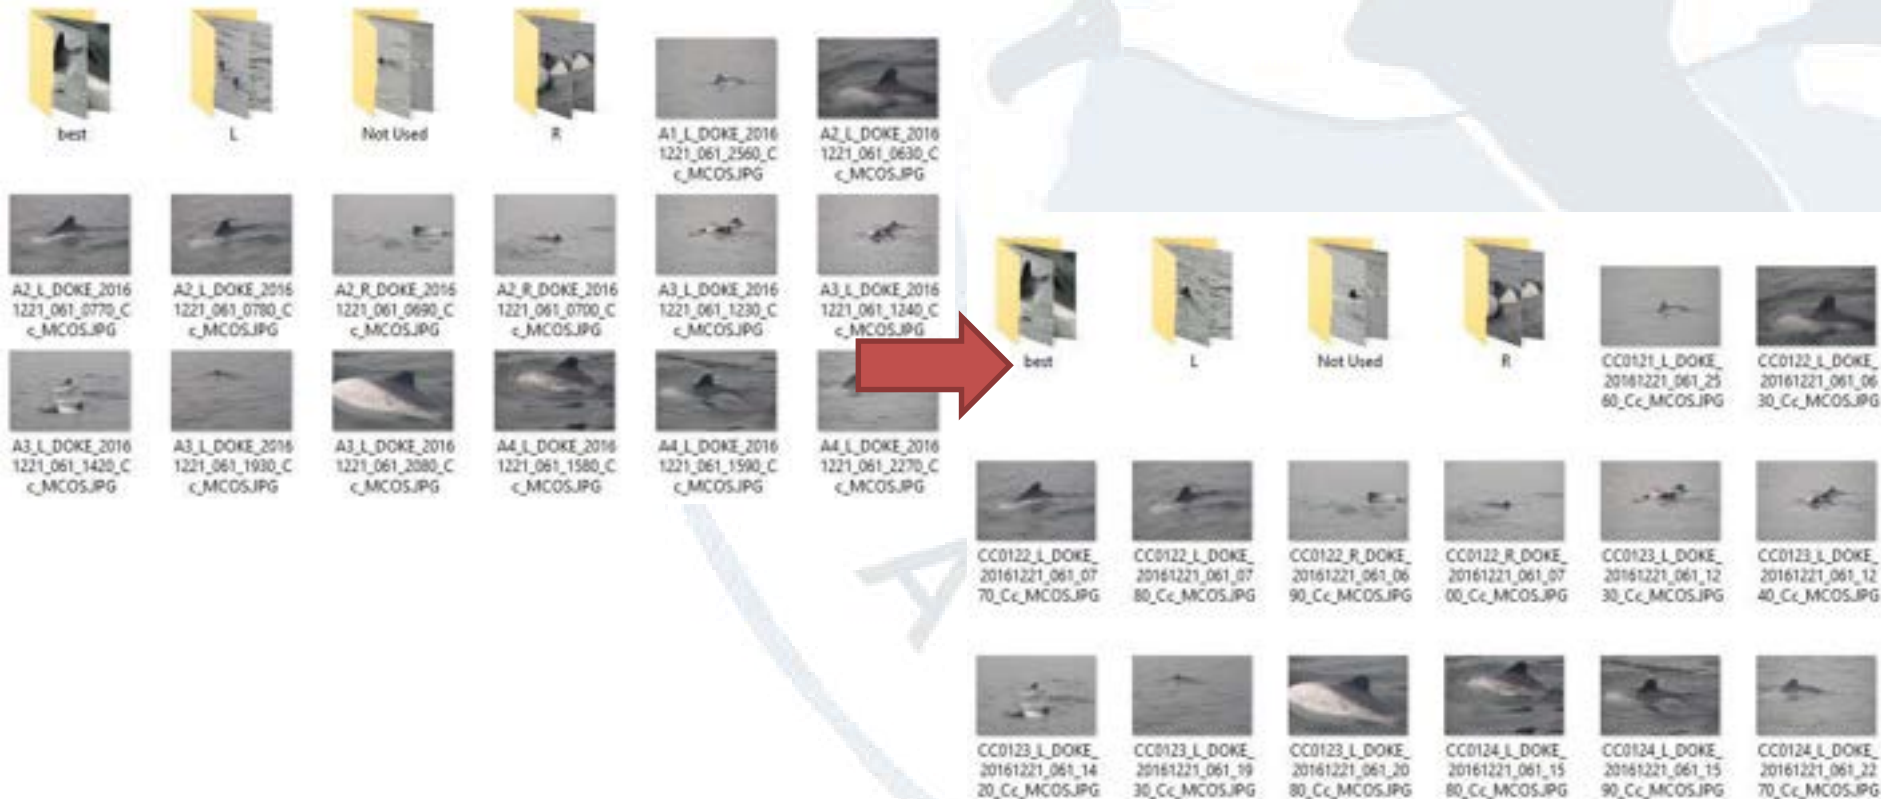 best
L
Not Used
R
A1_L_DOKE_2016
1221_061_2560_C
c_MCOS.JPG
A2_L_DOKE_2016
1221_061_0630_C
c_MCOS.JPG
A2_L_DOKE_2016
1221_061_0770_C
c_MCOS.JPG
A2_L_DOKE_2016
1221_061_0780_C
c_MCOS.JPG
A2_R_DOKE_2016
1221_061_0690_C
c_MCOS.JPG
A2_R_DOKE_2016
1221_061_0700_C
c_MCOS.JPG
A3_L_DOKE_2016
1221_061_1230_C
c_MCOS.JPG
A3_L_DOKE_2016
1221_061_1240_C
c_MCOS.JPG
A3_L_DOKE_2016
1221_061_1420_C
c_MCOS.JPG
A3_L_DOKE_2016
1221_061_1930_C
c_MCOS.JPG
A3_L_DOKE_2016
1221_061_2080_C
c_MCOS.JPG
A4_L_DOKE_2016
1221_061_1580_C
c_MCOS.JPG
A4_L_DOKE_2016
1221_061_1590_C
c_MCOS.JPG
A4_L_DOKE_2016
1221_061_2270_C
c_MCOS.JPG
best
L
Not Used
R
CC0121_L_DOKE_
20161221_061_25
60_Cc_MCOS.JPG
CC0122_L_DOKE_
20161221_061_06
30_Cc_MCOS.JPG
CC0122_L_DOKE_
20161221_061_07
70_Cc_MCOS.JPG
CC0122_L_DOKE_
20161221_061_07
80_Cc_MCOS.JPG
CC0122_R_DOKE_
20161221_061_06
90_Cc_MCOS.JPG
CC0122_R_DOKE_
20161221_061_07
00_Cc_MCOS.JPG
CC0123_L_DOKE_
20161221_061_12
30_Cc_MCOS.JPG
CC0123_L_DOKE_
20161221_061_12
40_Cc_MCOS.JPG
CC0123_L_DOKE_
20161221_061_14
20_Cc_MCOS.JPG
CC0123_L_DOKE_
20161221_061_19
30_Cc_MCOS.JPG
CC0123_L_DOKE_
20161221_061_20
80_Cc_MCOS.JPG
CC0124_L_DOKE_
20161221_061_15
80_Cc_MCOS.JPG
CC0124_L_DOKE_
20161221_061_15
90_Cc_MCOS.JPG
CC0124_L_DOKE_
20161221_061_22
70_Cc_MCOS.JPG